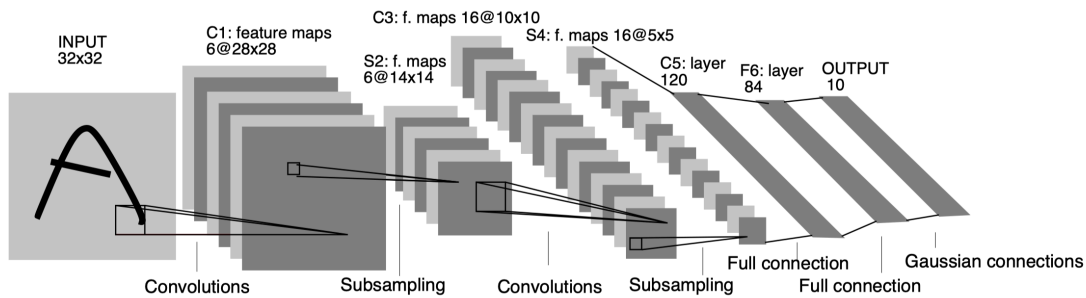 INPUT
32x32
C1: feature maps
6@28x28
S2: f. maps
6@14x14
C3: f. maps 16@10x10
S4: f. maps 16@5x5
C5: layer
120
F6: layer
84
OUTPUT
10
A
Convolutions
Subsampling
Convolutions
Subsampling
Full connection
Full connection
Gaussian connections